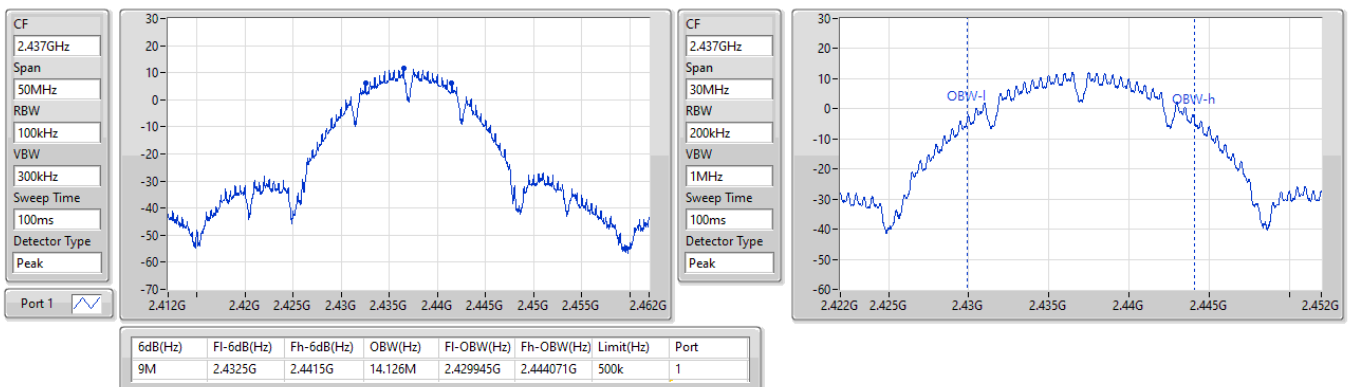 CF
2.437GHz
Span
50MHz
RBW
100kHz
VBW
300kHz
Sweep Time
100ms
Detector Type
Peak
Port 1
30
20
10
0
-10
-20
-30
-40
-50
-60
-70
2.412G 2.42G 2.425G 2.43G 2.435G 2.44G 2.445G 2.45G 2.455G 2.462G
CF
2.437GHz
Span
30MHz
RBW
200kHz
VBW
1MHz
Sweep Time
100ms
Detector Type
Peak
30
20
10
0
-10
-20
-30
-40
-50
-60
OBW-l
OBW-h
2.422G 2.425G 2.43G 2.435G 2.44G 2.445G 2.452G
6dB(Hz) Fl-6dB(Hz) Fh-6dB(Hz) OBW(Hz) Fl-OBW(Hz) Fh-OBW(Hz) Limit(Hz) Port
9M 2.4325G 2.4415G 14.126M 2.429945G 2.444071G 500k 1